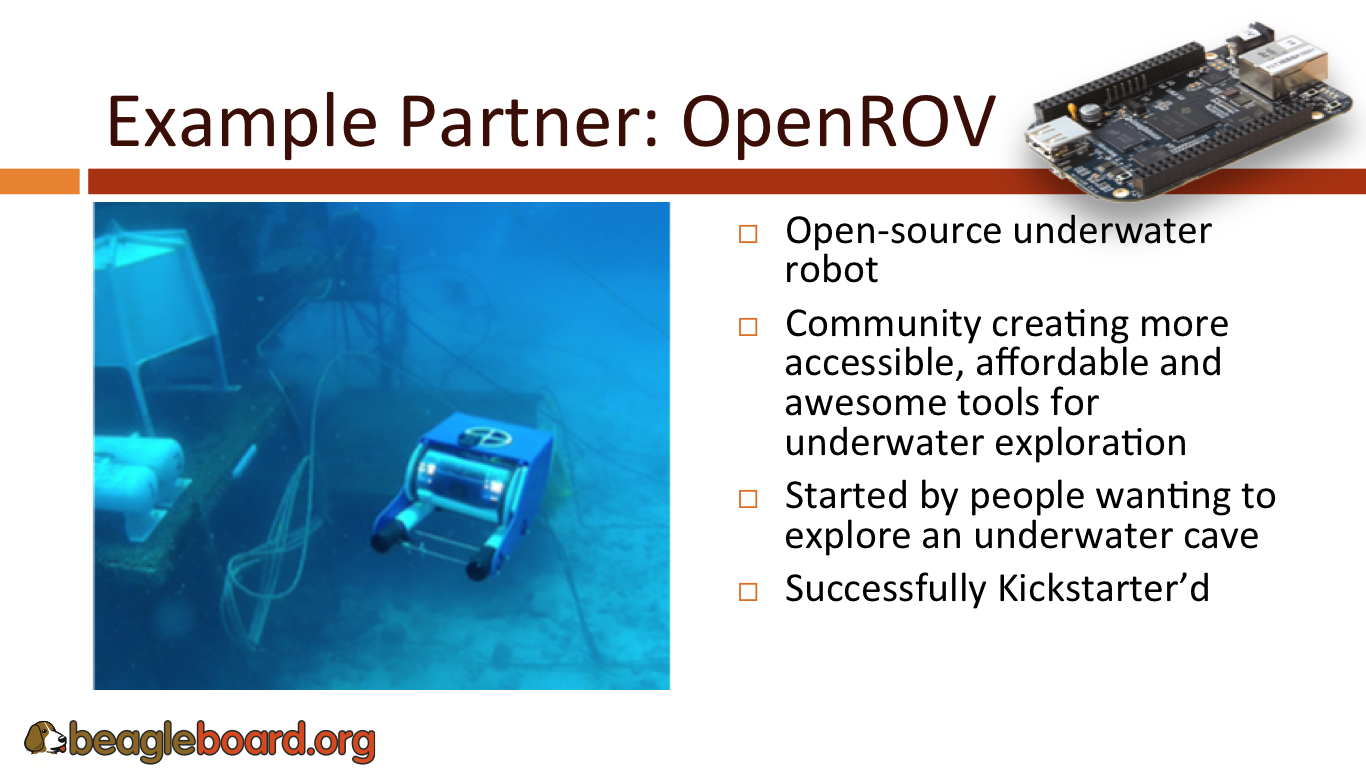 Example Partner: OpenROV
Open-source underwater
robot
Community creating more
accessible, affordable and
awesome tools for
underwater exploration
Started by people wanting to
explore an underwater cave
Successfully Kickstarter’d
beagleboard.org